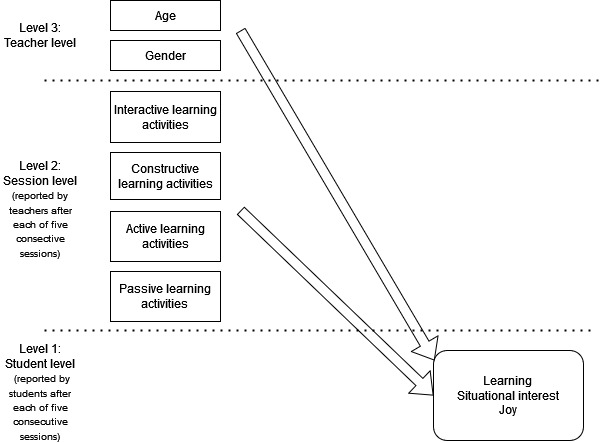 Level 3:
Teacher level
Age
Gender
Level 2:
Session level
(reported by
teachers after
each of five
consective
sessions)
Interactive learning
activities
Constructive
learning activities
Active learning
activities
Passive learning
activities
Level 1:
Student level
(reported by
students after
each of five
consecutive
sessions)
Learning
Situational interest
Joy